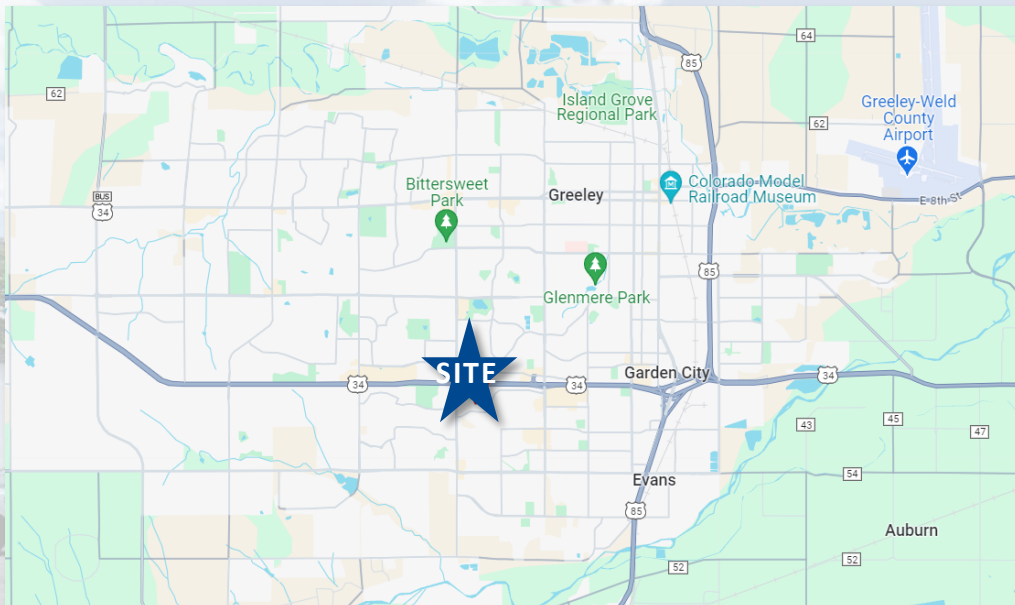 64
85
62
Island Grove
Regional Park
Greeley-Weld
County
Airport
62
Bittersweet
Park
Colorado Model
Railroad Museum
Greeley
BUS
34
E 8th St
85
Glenmere Park
SITE
Garden City
34
34
34
45
43
47
Evans
54
85
Auburn
52
52